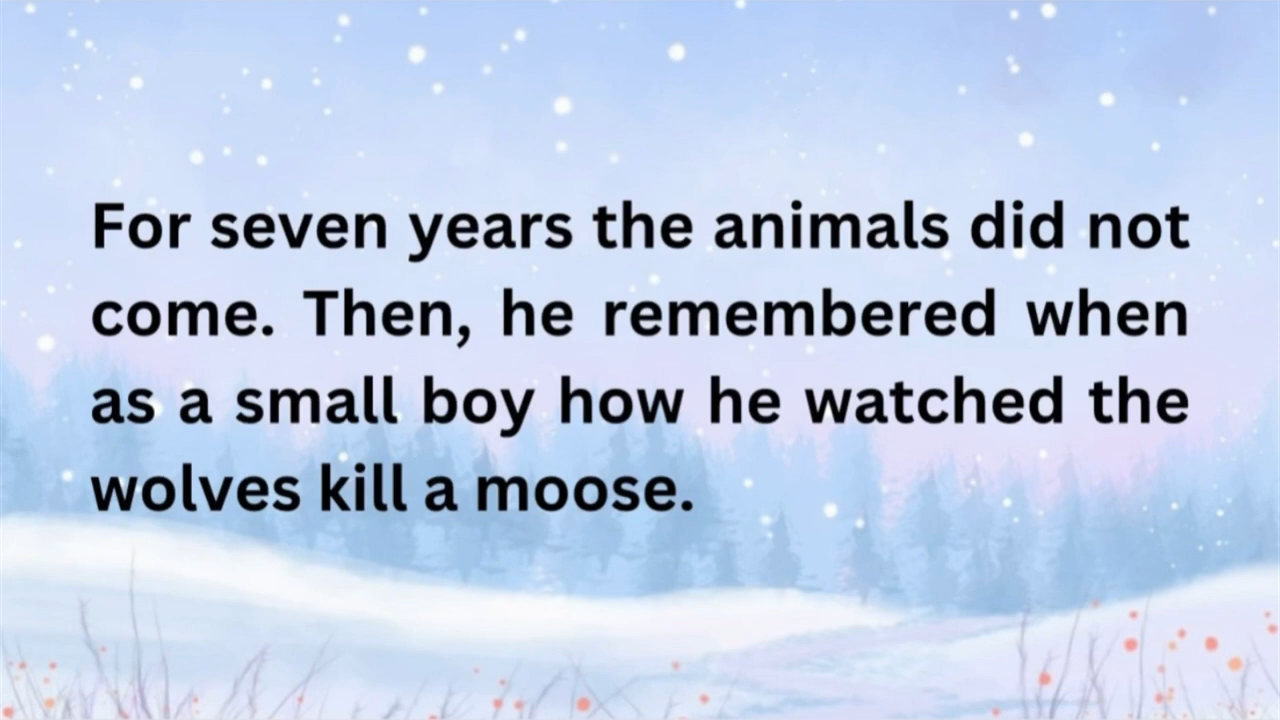 For seven years the animals did not
come. Then, he remembered when
as a small boy how he watched the
wolves kill a moose.